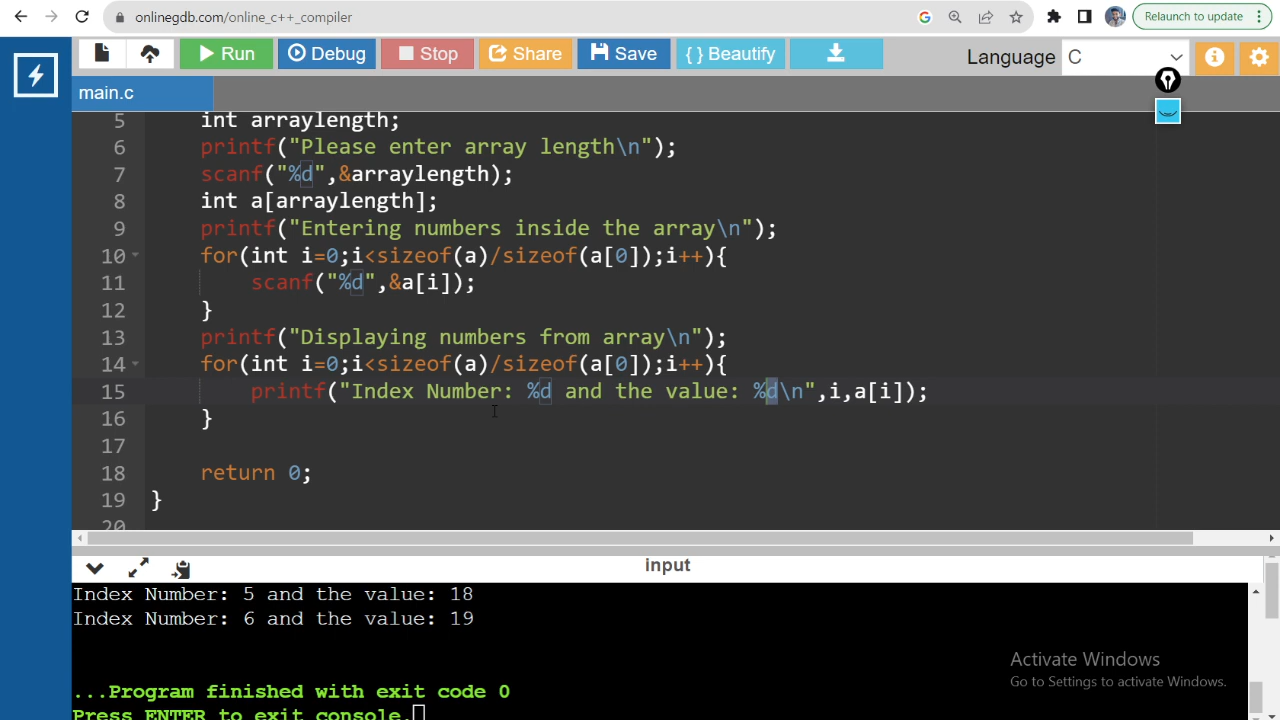 onlinegdb.com/online_c++_compiler
Relaunch to update
Run Debug Stop Share Save { } Beautify Language C
main.c
5 int arraylength;
6 printf("Please enter array length\n");
7 scanf("%d",&arraylength);
8 int a[arraylength];
9 printf("Entering numbers inside the array\n");
10 for(int i=0;i<sizeof(a)/sizeof(a[0]);i++){
11 scanf("%d",&a[i]);
12 }
13 printf("Displaying numbers from array\n");
14 for(int i=0;i<sizeof(a)/sizeof(a[0]);i++){
15 printf("Index Number: %d and the value: %d\n",i,a[i]);
16 }
17
18 return 0;
19 }
20
input
Index Number: 5 and the value: 18
Index Number: 6 and the value: 19
...Program finished with exit code 0
Press ENTER to exit console.
Activate Windows
Go to Settings to activate Windows.